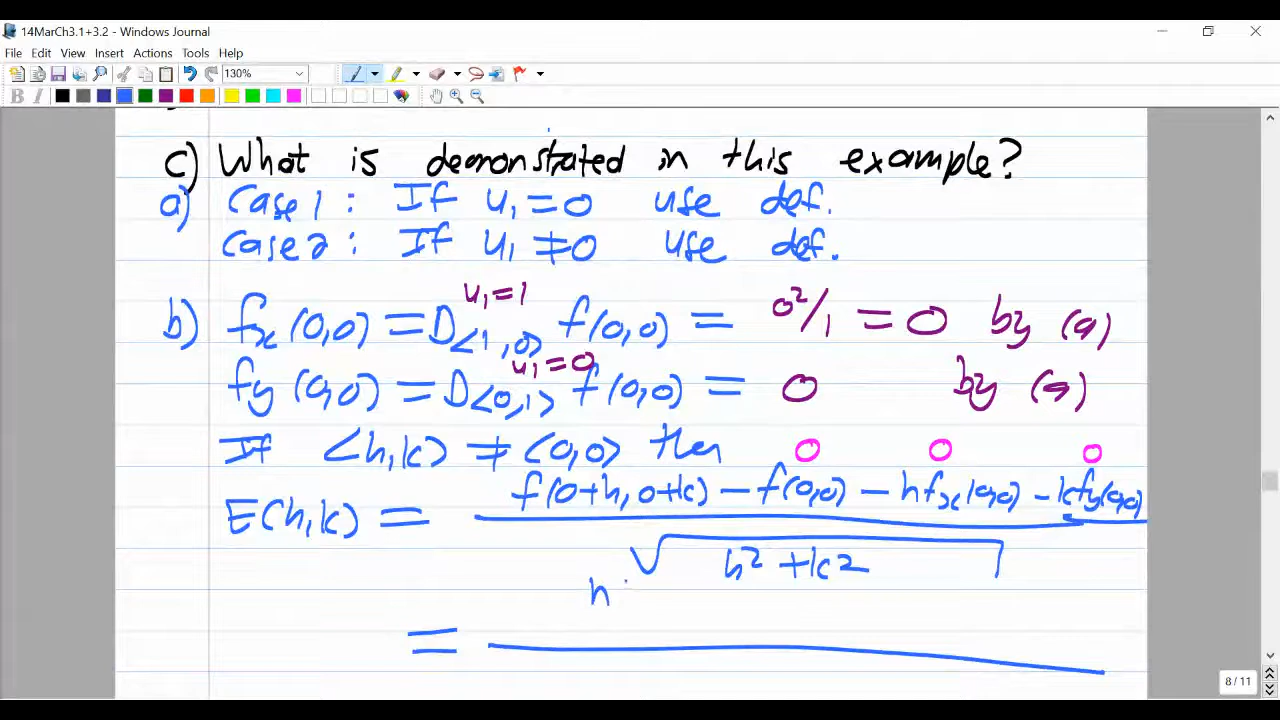 14MarCh3.1+3.2 - Windows Journal
File Edit View Insert Actions Tools Help
130%
B I
c) What is demonstrated in this example?
a) Case 1 : If u₁ = 0 use def.
Case 2 : If u₁ ≠ 0 use def.
u₁ = 1
b) fx(0,0) = D<1,0> f(0,0) = 0²/1 = 0 by (a)
u₁ = 0
fy(0,0) = D<0,1> f(0,0) = 0 by (a)
If <h,k> ≠ <0,0> then 0 0 0
f(0+h, 0+k) - f(0,0) - hfx(0,0) - kfy(0,0)
E(h,k) =
√h² + k²
h
=
8 / 11